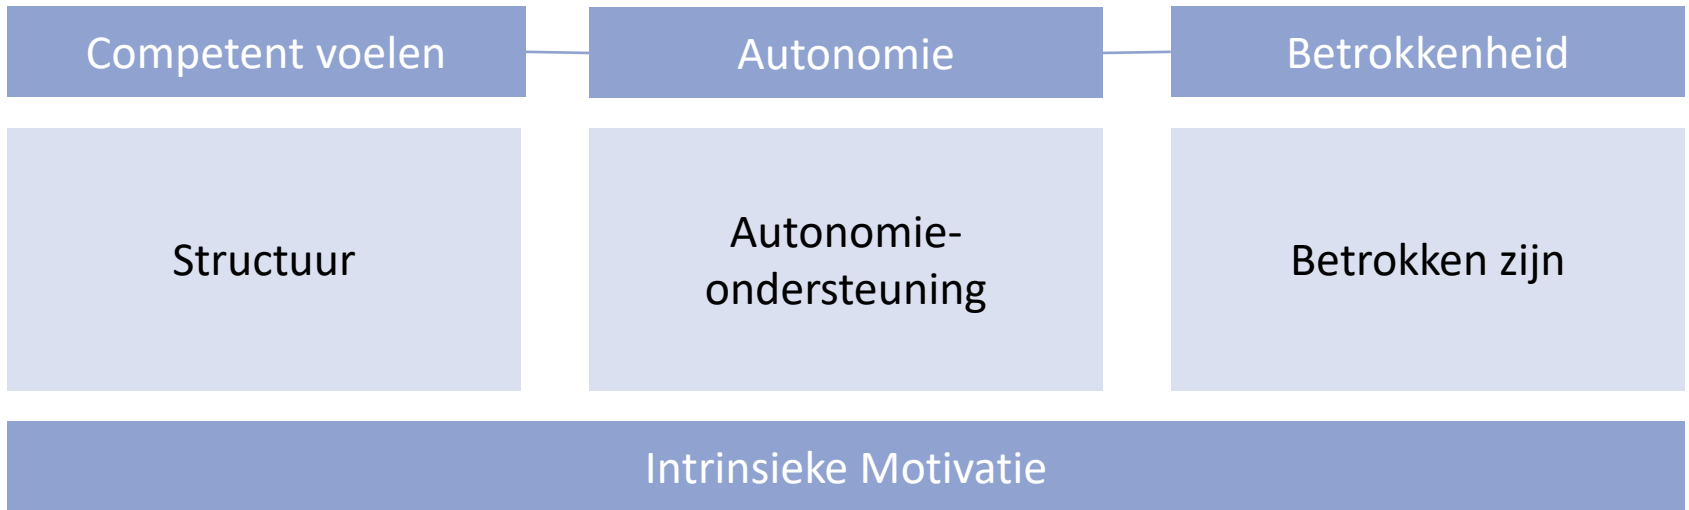 Competent voelen
Autonomie
Betrokkenheid
Structuur
Autonomie-
ondersteuning
Betrokken zijn
Intrinsieke Motivatie